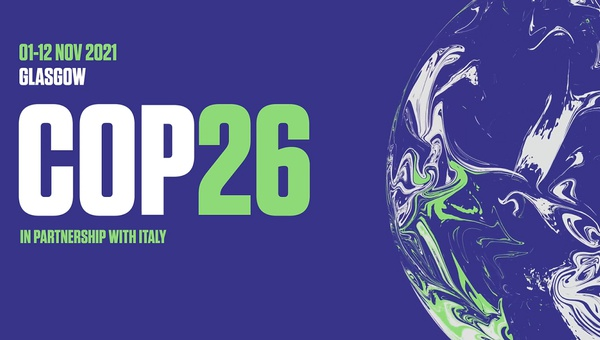 01-12 NOV 2021
GLASGOW
COP26
IN PARTNERSHIP WITH ITALY